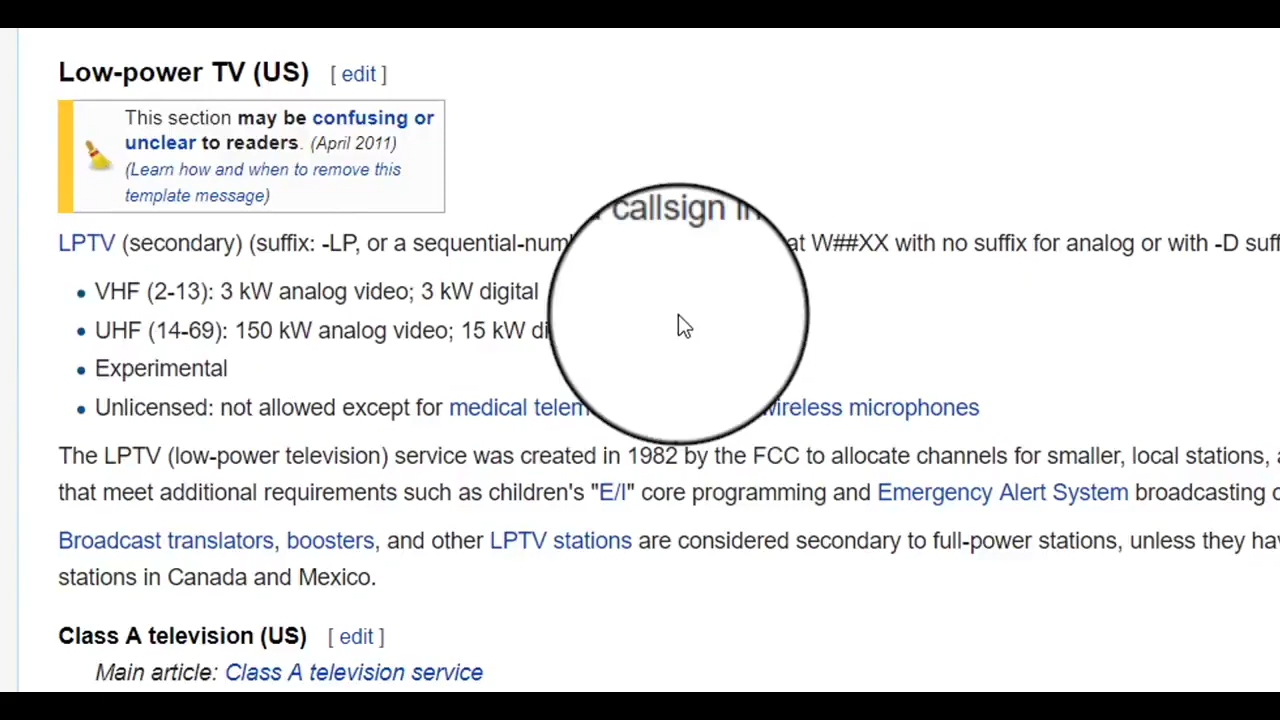 Low-power TV (US) [ edit ]
This section may be confusing or
unclear to readers. (April 2011)
(Learn how and when to remove this
template message)
callsign in
LPTV (secondary) (suffix: -LP, or a sequential-num at W##XX with no suffix for analog or with -D suff
• VHF (2-13): 3 kW analog video; 3 kW digital
• UHF (14-69): 150 kW analog video; 15 kW di
• Experimental
• Unlicensed: not allowed except for medical telem wireless microphones
The LPTV (low-power television) service was created in 1982 by the FCC to allocate channels for smaller, local stations, a
that meet additional requirements such as children's "E/I" core programming and Emergency Alert System broadcasting c
Broadcast translators, boosters, and other LPTV stations are considered secondary to full-power stations, unless they hav
stations in Canada and Mexico.
Class A television (US) [ edit ]
Main article: Class A television service